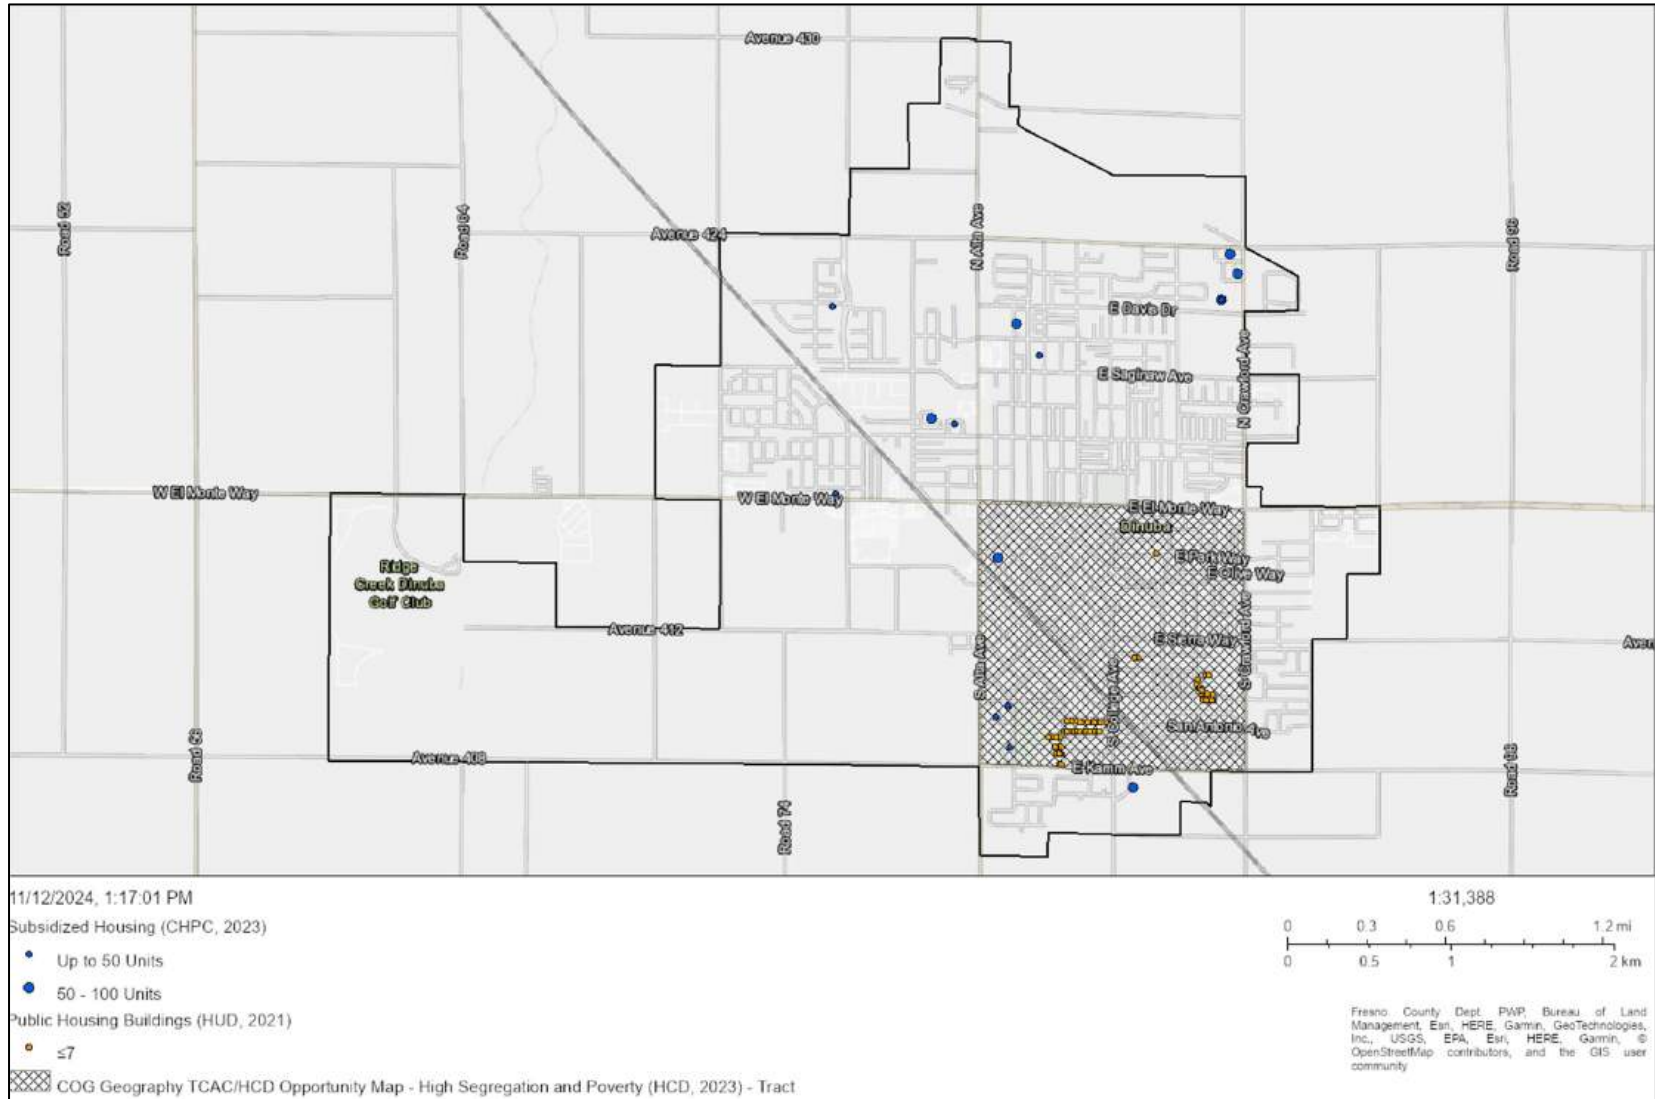 Avenue 430
Road 52
Road 64
Avenue 424
N Alta Ave
Road 96
E Davis Dr
E Saginaw Ave
N Crawford Ave
W El Monte Way
W El Monte Way
E El Monte Way
Dinuba
E Park Way
E Olive Way
Ridge
Creek Dinuba
Golf Club
Avenue 412
E Sierra Way
Aven
S Alta Ave
S College Ave
S Crawford Ave
San Antonio Ave
Road 56
Avenue 408
E Kamm Ave
Road 74
Road 96
11/12/2024, 1:17:01 PM
Subsidized Housing (CHPC, 2023)
Up to 50 Units
50 - 100 Units
Public Housing Buildings (HUD, 2021)
≤7
COG Geography TCAC/HCD Opportunity Map - High Segregation and Poverty (HCD, 2023) - Tract
1:31,388
0 0.3 0.6 1.2 mi
0 0.5 1 2 km
Fresno County Dept. PWP, Bureau of Land
Management, Esri, HERE, Garmin, GeoTechnologies,
Inc., USGS, EPA, Esri, HERE, Garmin, ©
OpenStreetMap contributors, and the GIS user
community